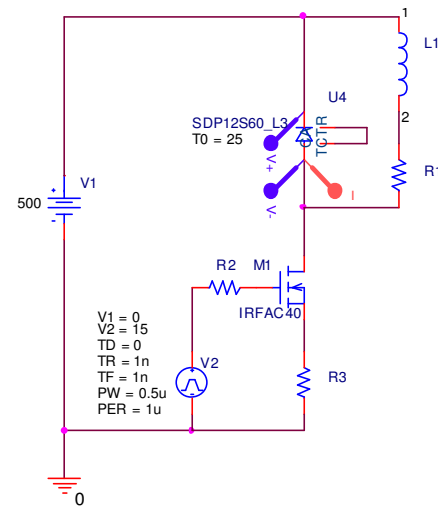 1
L1
U4
SDP12S60_L3
T0 = 25
CA
TCTR
2
V+
V-
I
R1
V1
500
+
-
R2
M1
IRFAC40
V1 = 0
V2 = 15
TD = 0
TR = 1n
TF = 1n
PW = 0.5u
PER = 1u
V2
R3
0